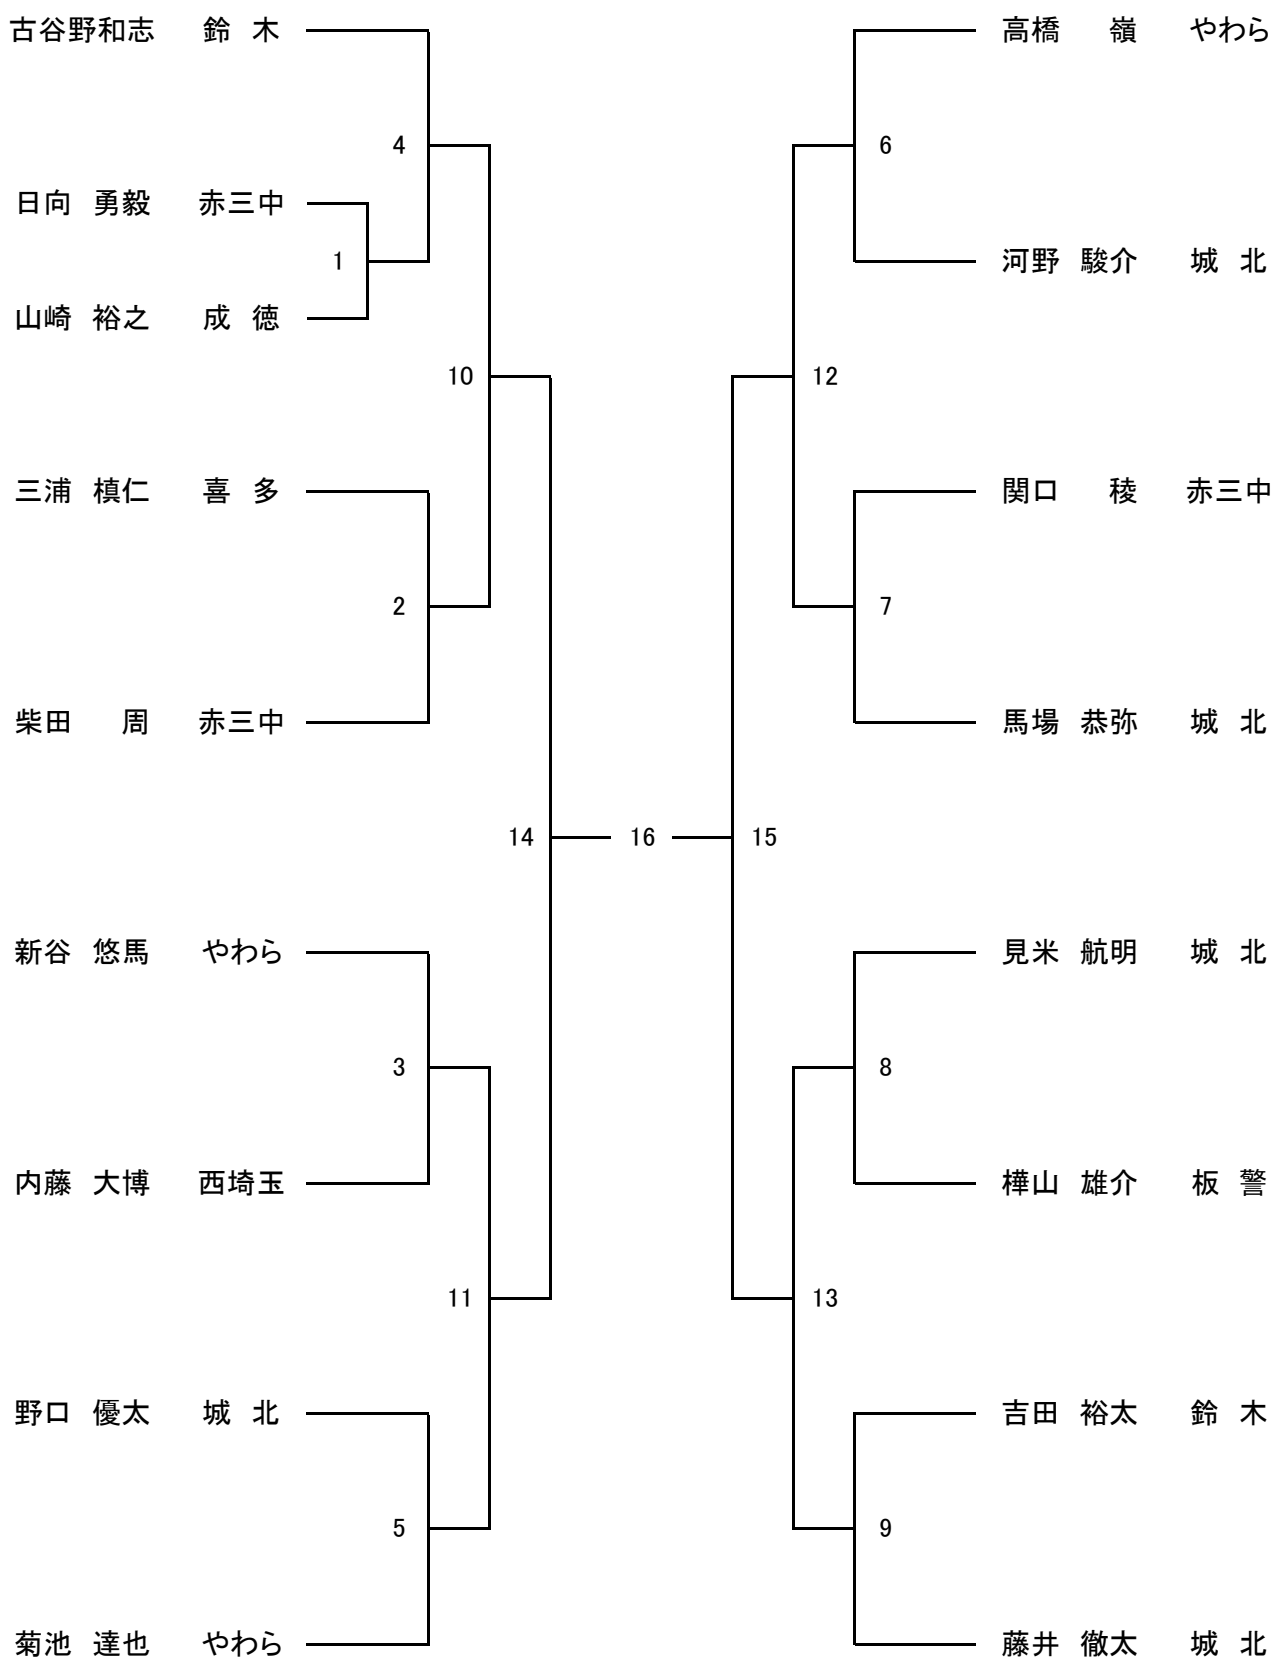 古谷野和志 鈴 木
4
日向 勇毅 赤三中
1
山崎 裕之 成 徳
10
三浦 槙仁 喜 多
2
柴田 周 赤三中
14
新谷 悠馬 やわら
3
内藤 大博 西埼玉
11
野口 優太 城 北
5
菊池 達也 やわら
16
高橋 嶺 やわら
6
河野 駿介 城 北
12
関口 稜 赤三中
7
馬場 恭弥 城 北
15
見米 航明 城 北
8
樺山 雄介 板 警
13
吉田 裕太 鈴 木
9
藤井 徹太 城 北